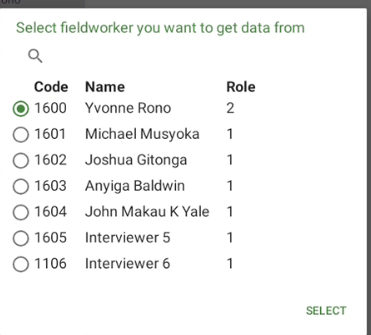 Select fieldworker you want to get data from
Code Name Role
1600 Yvonne Rono 2
1601 Michael Musyoka 1
1602 Joshua Gitonga 1
1603 Anyiga Baldwin 1
1604 John Makau K Yale 1
1605 Interviewer 5 1
1106 Interviewer 6 1
SELECT